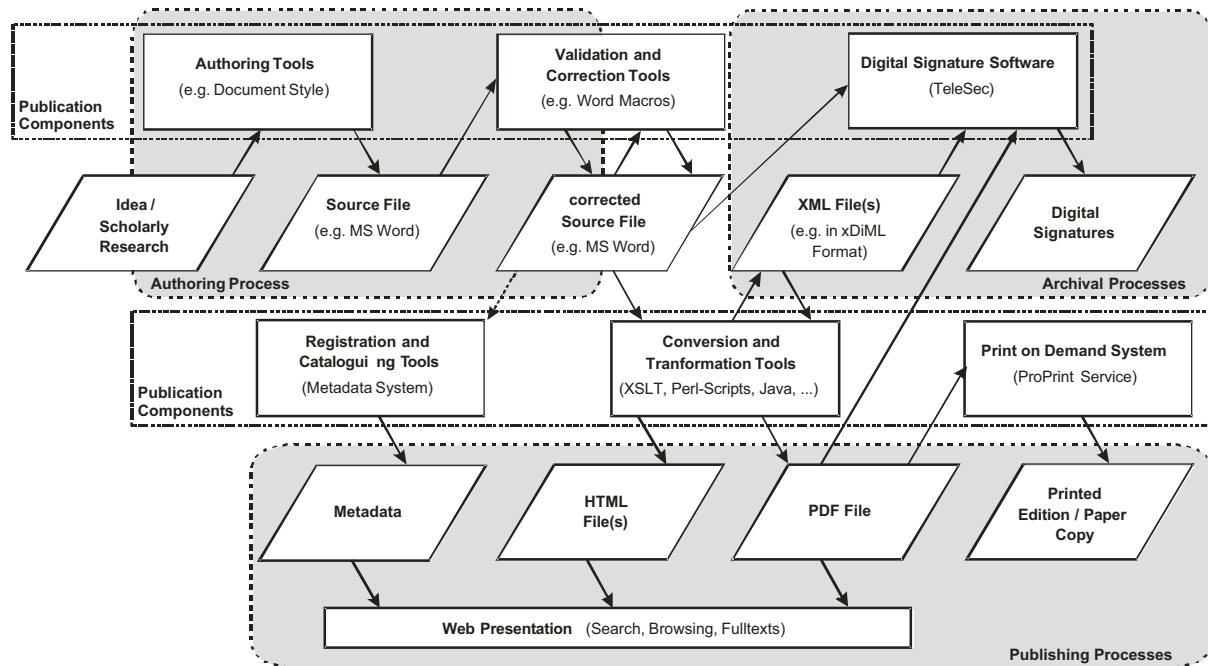 Authoring Tools
(e.g. Document Style)
Validation and
Correction Tools
(e.g. Word Macros)
Digital Signature Software
(TeleSec)
Publication
Components
Idea /
Scholarly
Research
Source File
(e.g. MS Word)
corrected
Source File
(e.g. MS Word)
XML File(s)
(e.g. in xDiML
Format)
Digital
Signatures
Authoring Process
Archival Processes
Registration and
Catalogui ng Tools
(Metadata System)
Conversion and
Tranformation Tools
(XSLT, Perl-Scripts, Java, ...)
Print on Demand System
(ProPrint Service)
Publication
Components
Metadata
HTML
File(s)
PDF File
Printed
Edition / Paper
Copy
Web Presentation (Search, Browsing, Fulltexts)
Publishing Processes